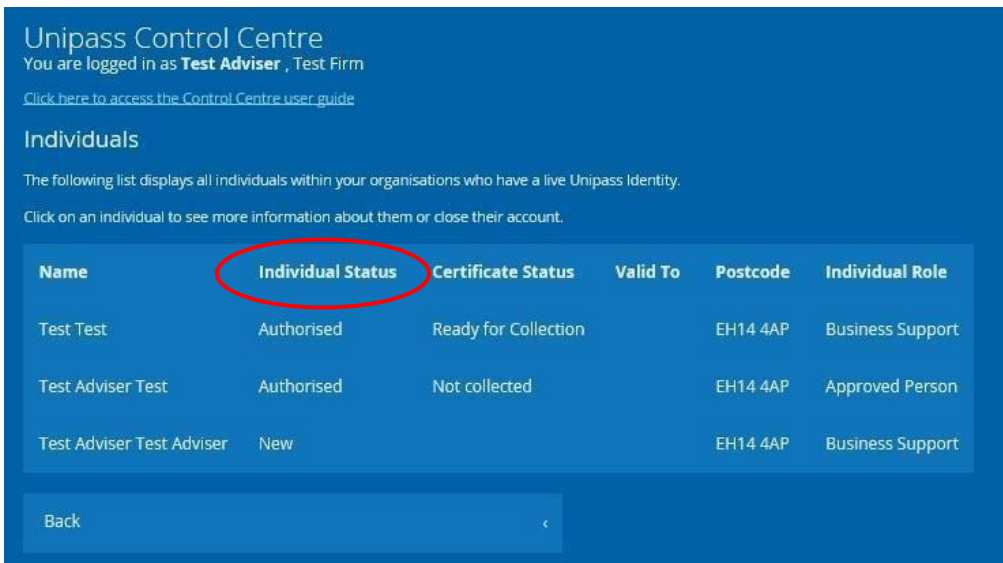 Unipass Control Centre
You are logged in as Test Adviser , Test Firm
Click here to access the Control Centre user guide
Individuals
The following list displays all individuals within your organisations who have a live Unipass Identity.
Click on an individual to see more information about them or close their account.
Name Individual Status Certificate Status Valid To Postcode Individual Role
Test Test Authorised Ready for Collection EH14 4AP Business Support
Test Adviser Test Authorised Not collected EH14 4AP Approved Person
Test Adviser Test Adviser New EH14 4AP Business Support
Back ‹